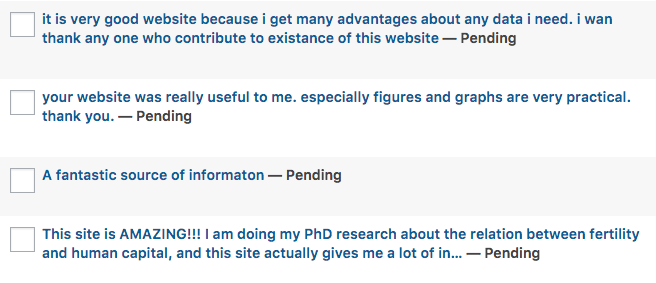 it is very good website because i get many advantages about any data i need. i wan
thank any one who contribute to existance of this website — Pending
your website was really useful to me. especially figures and graphs are very practical.
thank you. — Pending
A fantastic source of informaton — Pending
This site is AMAZING!!! I am doing my PhD research about the relation between fertility
and human capital, and this site actually gives me a lot of in... — Pending